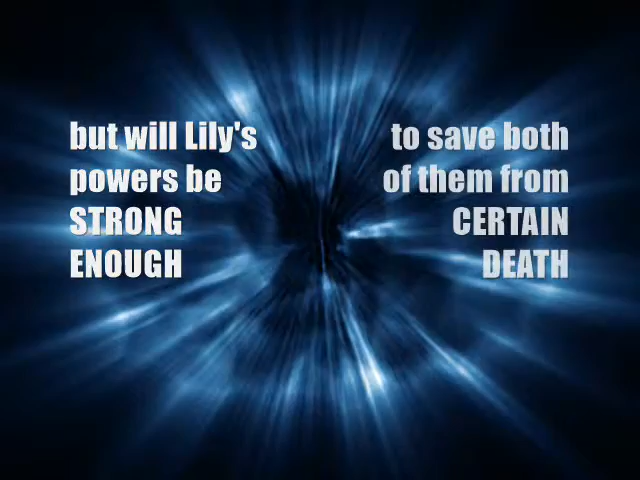 but will Lily's
powers be
STRONG
ENOUGH
to save both
of them from
CERTAIN
DEATH